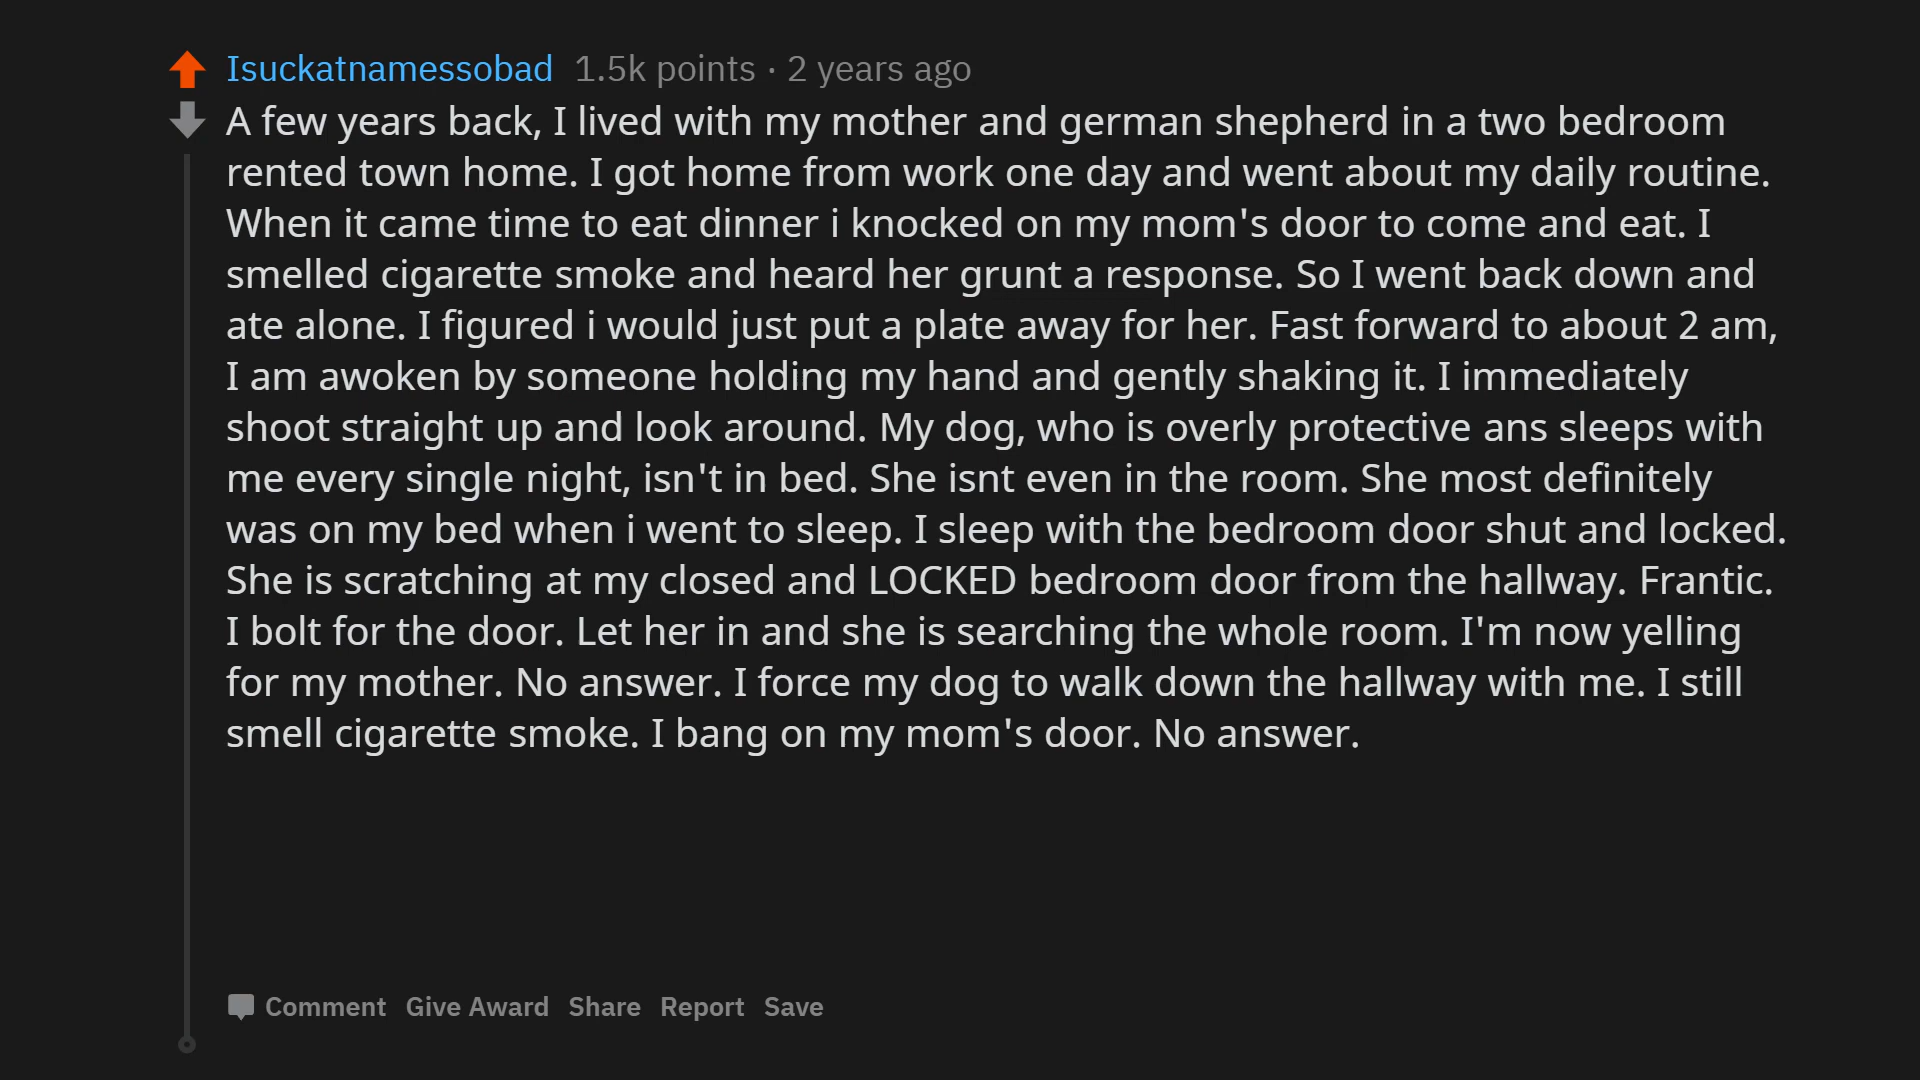 Isuckatnamessobad 1.5k points · 2 years ago
A few years back, I lived with my mother and german shepherd in a two bedroom
rented town home. I got home from work one day and went about my daily routine.
When it came time to eat dinner i knocked on my mom's door to come and eat. I
smelled cigarette smoke and heard her grunt a response. So I went back down and
ate alone. I figured i would just put a plate away for her. Fast forward to about 2 am,
I am awoken by someone holding my hand and gently shaking it. I immediately
shoot straight up and look around. My dog, who is overly protective ans sleeps with
me every single night, isn't in bed. She isnt even in the room. She most definitely
was on my bed when i went to sleep. I sleep with the bedroom door shut and locked.
She is scratching at my closed and LOCKED bedroom door from the hallway. Frantic.
I bolt for the door. Let her in and she is searching the whole room. I'm now yelling
for my mother. No answer. I force my dog to walk down the hallway with me. I still
smell cigarette smoke. I bang on my mom's door. No answer.
Comment Give Award Share Report Save